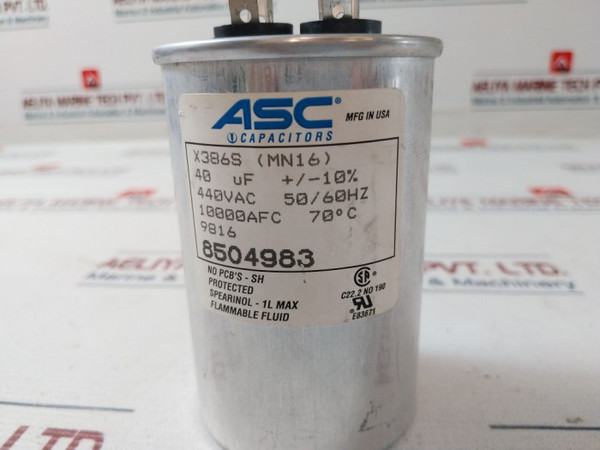 ASC®
CAPACITORS
MFG IN USA
X386S (MN16)
40 uF +/-10%
440VAC 50/60HZ
10000AFC 70°C
9816
8504983
NO PCB'S - SH
PROTECTED
SPEARINOL - 1L MAX
FLAMMABLE FLUID
SA®
C22.2 NO 190
E83671